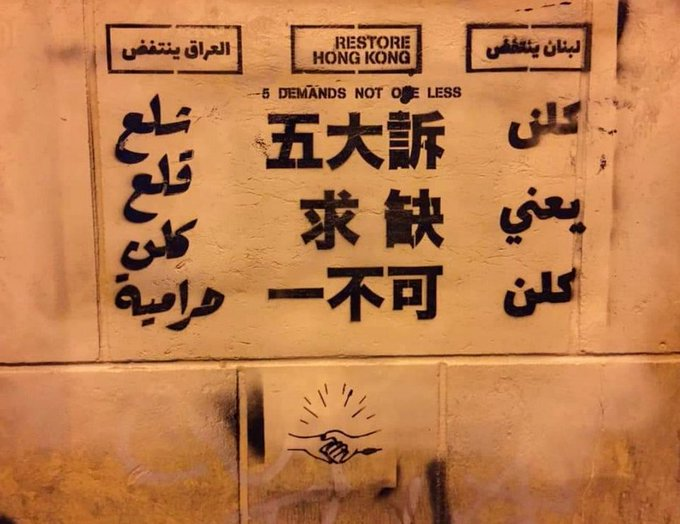 العراق ينتفض
شلع
قلع
كلن
حرامية
RESTORE
HONG KONG
5 DEMANDS NOT ONE LESS
五大訴
求缺
一不可
لبنان ينتفض
كلن
يعني
كلن